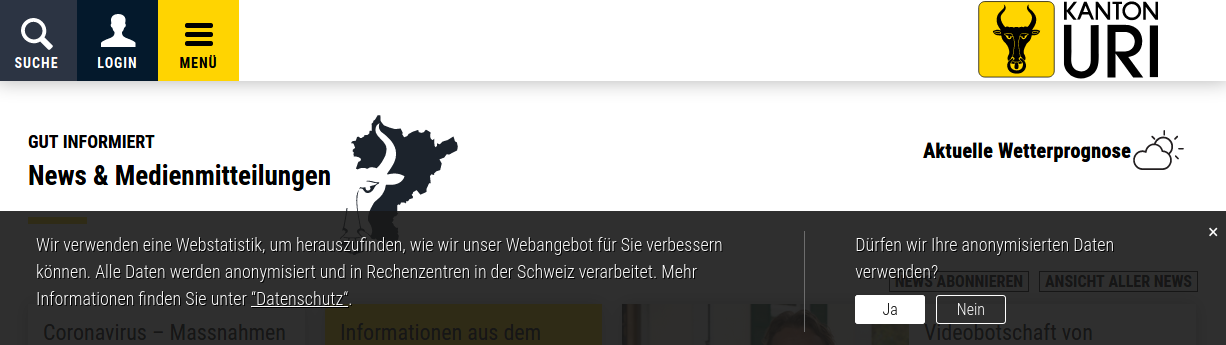 SUCHE
LOGIN
MENÜ
KANTON
URI
GUT INFORMIERT
News & Medienmitteilungen
Aktuelle Wetterprognose
Wir verwenden eine Webstatistik, um herauszufinden, wie wir unser Webangebot für Sie verbessern
können. Alle Daten werden anonymisiert und in Rechenzentren in der Schweiz verarbeitet. Mehr
Informationen finden Sie unter “Datenschutz“.
Dürfen wir Ihre anonymisierten Daten
verwenden?
Ja
Nein
×
NEWS ABONNIEREN
ANSICHT ALLER NEWS
Coronavirus – Massnahmen
Informationen aus dem
Videobotschaft von